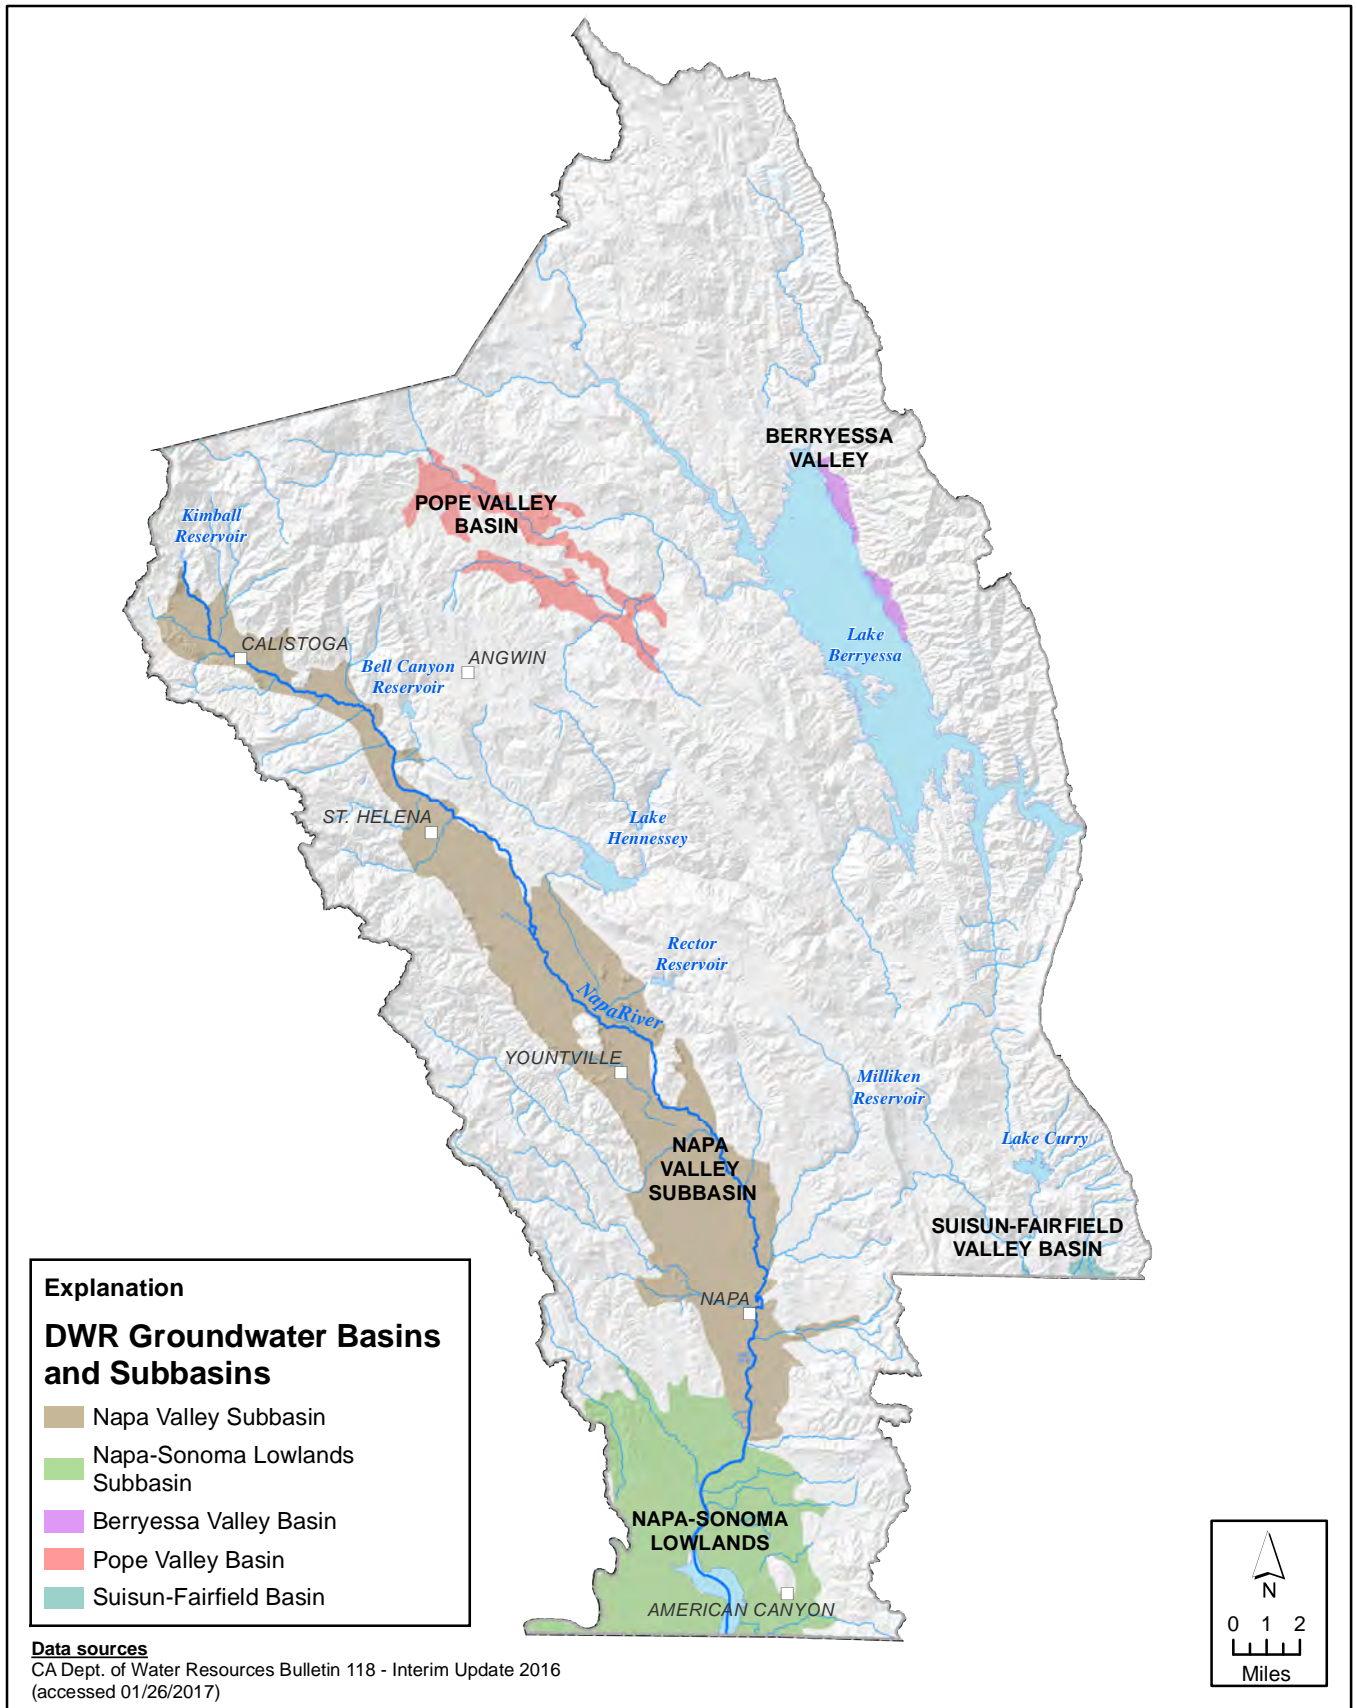 BERRYESSA
VALLEY
POPE VALLEY
BASIN
Kimball
Reservoir
CALISTOGA
Bell Canyon
Reservoir
ANGWIN
Lake
Berryessa
ST. HELENA
Lake
Hennessey
Rector
Reservoir
NapaRiver
YOUNTVILLE
Milliken
Reservoir
NAPA
VALLEY
SUBBASIN
Lake Curry
SUISUN-FAIRFIELD
VALLEY BASIN
NAPA
NAPA-SONOMA
LOWLANDS
AMERICAN CANYON
Explanation
DWR Groundwater Basins
and Subbasins
Napa Valley Subbasin
Napa-Sonoma Lowlands
Subbasin
Berryessa Valley Basin
Pope Valley Basin
Suisun-Fairfield Basin
Data sources
CA Dept. of Water Resources Bulletin 118 - Interim Update 2016
(accessed 01/26/2017)
N
0 1 2
Miles